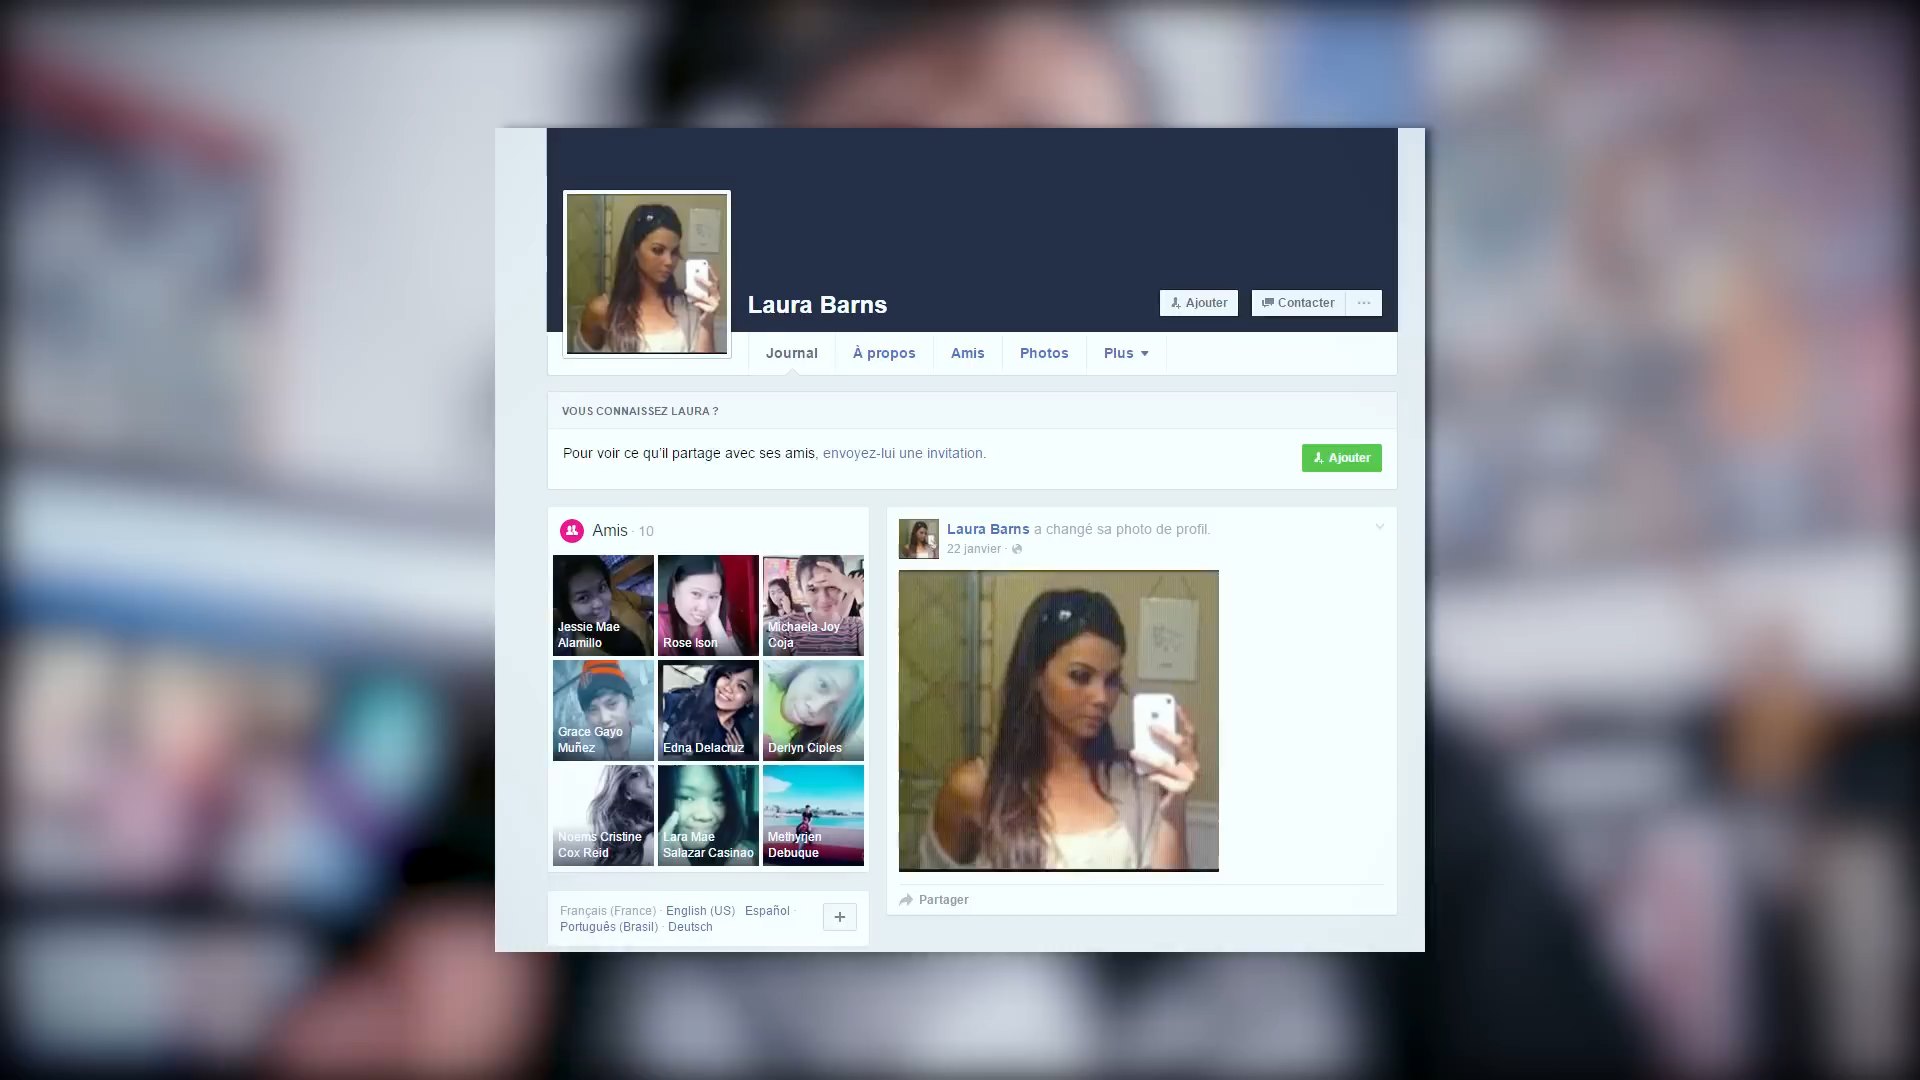 Laura Barns
Ajouter
Contacter
Journal
À propos
Amis
Photos
Plus
VOUS CONNAISSEZ LAURA ?
Pour voir ce qu'il partage avec ses amis, envoyez-lui une invitation.
Ajouter
Amis · 10
Jessie Mae
Alamillo
Rose Ison
Michaela Joy
Coja
Grace Gayo
Muñez
Edna Delacruz
Derlyn Ciples
Noems Cristine
Cox Reid
Lara Mae
Salazar Casinao
Methyrien
Debuque
Français (France) · English (US) · Español ·
Português (Brasil) · Deutsch
Laura Barns a changé sa photo de profil.
22 janvier ·
Partager